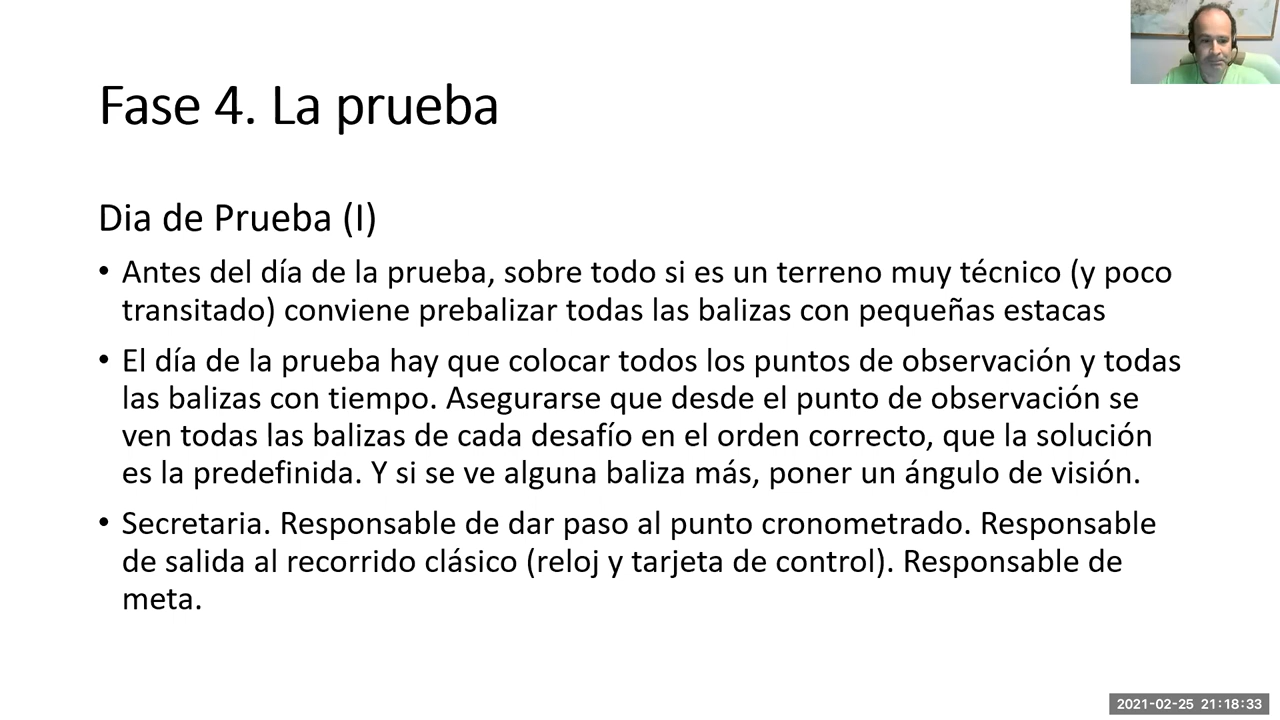 Fase 4. La prueba
Dia de Prueba (I)
• Antes del día de la prueba, sobre todo si es un terreno muy técnico (y poco
transitado) conviene prebalizar todas las balizas con pequeñas estacas
• El día de la prueba hay que colocar todos los puntos de observación y todas
las balizas con tiempo. Asegurarse que desde el punto de observación se
ven todas las balizas de cada desafío en el orden correcto, que la solución
es la predefinida. Y si se ve alguna baliza más, poner un ángulo de visión.
• Secretaria. Responsable de dar paso al punto cronometrado. Responsable
de salida al recorrido clásico (reloj y tarjeta de control). Responsable de
meta.
2021-02-25 21:18:33